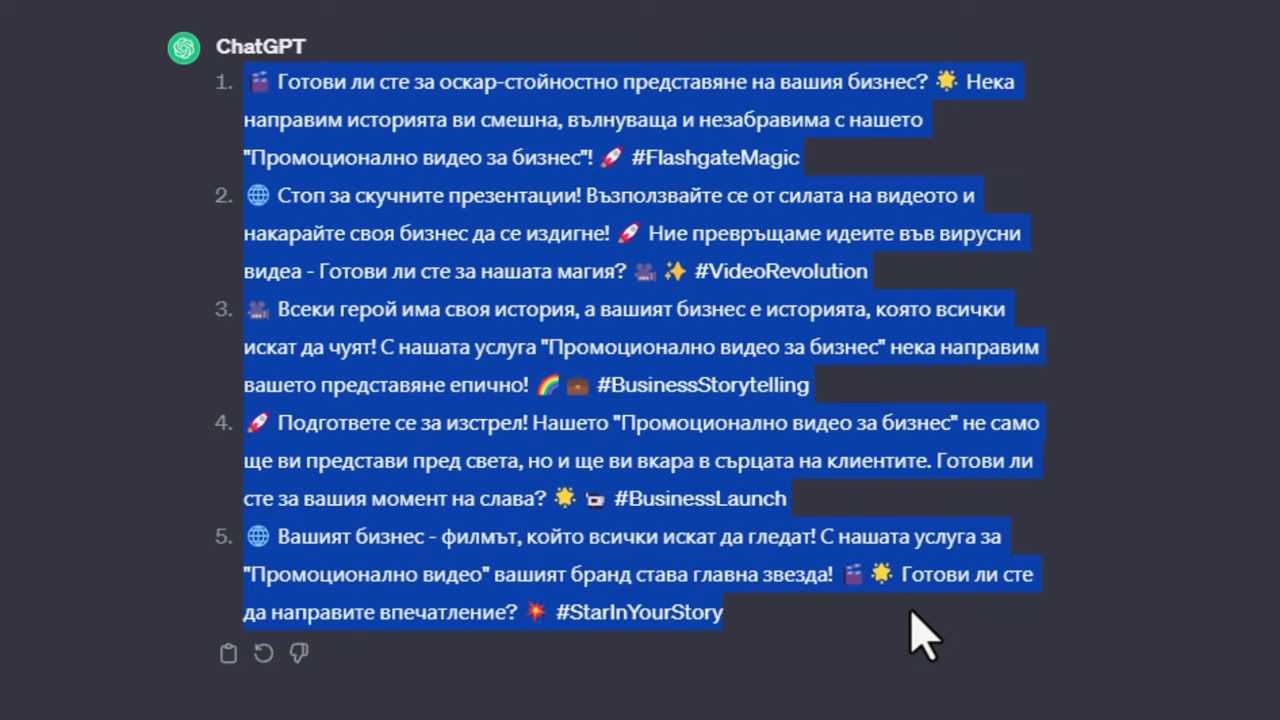 ChatGPT
1. 🎬 Готови ли сте за оскар-стойностно представяне на вашия бизнес? 🌟 Нека
направим историята ви смешна, вълнуваща и незабравима с нашето
"Промоционално видео за бизнес"! 🚀 #FlashgateMagic
2. 🌐 Стоп за скучните презентации! Възползвайте се от силата на видеото и
накарайте своя бизнес да се издигне! 🚀 Ние превръщаме идеите във вирусни
видеа - Готови ли сте за нашата магия? 🎥 ✨ #VideoRevolution
3. 🎥 Всеки герой има своя история, а вашият бизнес е историята, която всички
искат да чуят! С нашата услуга "Промоционално видео за бизнес" нека направим
вашето представяне епично! 🌈 💼 #BusinessStorytelling
4. 🚀 Подгответе се за изстрел! Нашето "Промоционално видео за бизнес" не само
ще ви представи пред света, но и ще ви вкара в сърцата на клиентите. Готови ли
сте за вашия момент на слава? 🌟 📹 #BusinessLaunch
5. 🌐 Вашият бизнес - филмът, който всички искат да гледат! С нашата услуга за
"Промоционално видео" вашият бранд става главна звезда! 🎬 🌟 Готови ли сте
да направите впечатление? 💥 #StarInYourStory